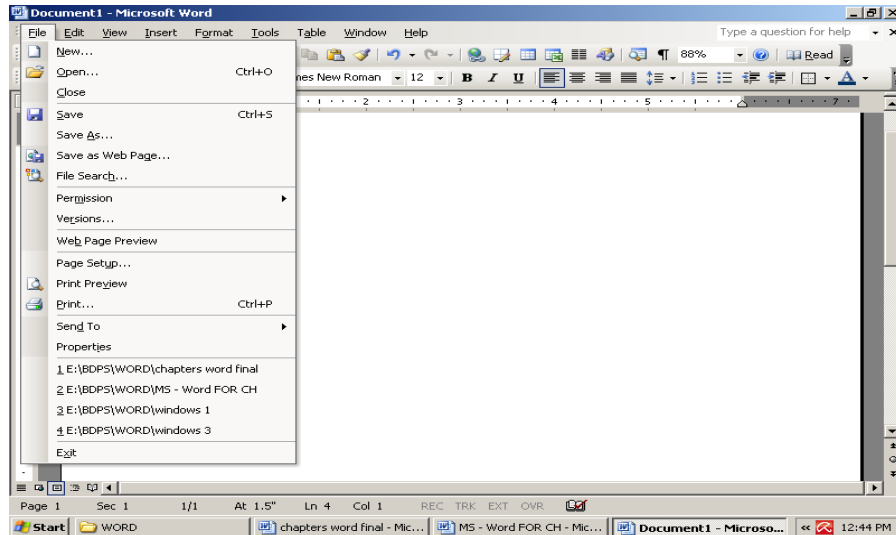 Document1 - Microsoft Word
File Edit View Insert Format Tools Table Window Help Type a question for help
New...
88% Read
Open... Ctrl+O
New Roman 12 B I U A
Close
2 3 4 5 7
Save Ctrl+S
Save As...
Save as Web Page...
File Search...
Permission
Versions...
Web Page Preview
Page Setup...
Print Preview
Print... Ctrl+P
Send To
Properties
1 E:\BDPS\WORD\chapters word final
2 E:\BDPS\WORD\MS - Word FOR CH
3 E:\BDPS\WORD\windows 1
4 E:\BDPS\WORD\windows 3
Exit
Page 1 Sec 1 1/1 At 1.5" Ln 4 Col 1 REC TRK EXT OVR
Start WORD chapters word final - Mic... MS - Word FOR CH - Mic... Document1 - Microso... « 12:44 PM